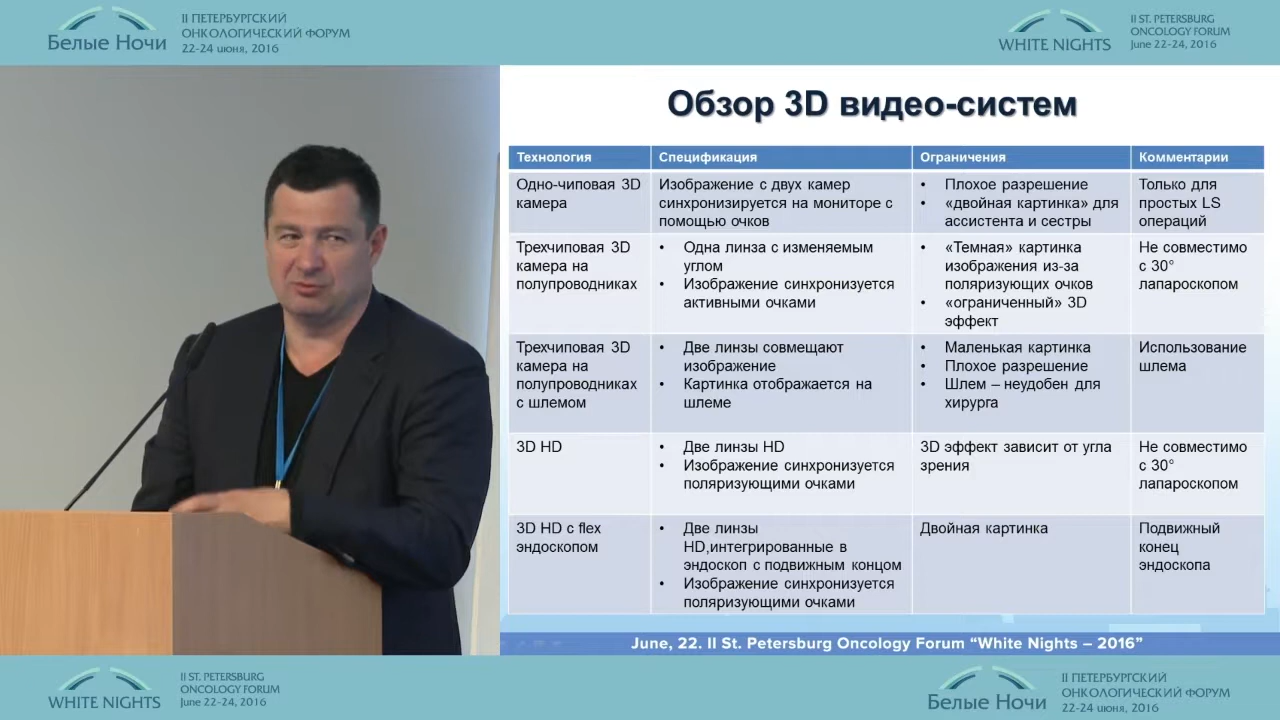 II ПЕТЕРБУРГСКИЙ
ОНКОЛОГИЧЕСКИЙ ФОРУМ
Белые Ночи
22-24 июня, 2016
II ST. PETERSBURG
ONCOLOGY FORUM
WHITE NIGHTS
June 22-24, 2016
Обзор 3D видео-систем
Технология
Спецификация
Ограничения
Комментарии
Одно-чиповая 3D
камера
Изображение с двух камер
синхронизируется на мониторе с
помощью очков
• Плохое разрешение
• «двойная картинка» для
ассистента и сестры
Только для
простых LS
операций
Трехчиповая 3D
камера на
полупроводниках
• Одна линза с изменяемым
углом
• Изображение синхронизуется
активными очками
• «Темная» картинка
изображения из-за
поляризующих очков
• «ограниченный» 3D
эффект
Не совместимо
с 30°
лапароскопом
Трехчиповая 3D
камера на
полупроводниках
с шлемом
• Две линзы совмещают
изображение
• Картинка отображается на
шлеме
• Маленькая картинка
• Плохое разрешение
• Шлем – неудобен для
хирурга
Использование
шлема
3D HD
• Две линзы HD
• Изображение синхронизуется
поляризующими очками
3D эффект зависит от угла
зрения
Не совместимо
с 30°
лапароскопом
3D HD с flex
эндоскопом
• Две линзы
HD,интегрированные в
эндоскоп с подвижным концом
• Изображение синхронизуется
поляризующими очками
Двойная картинка
Подвижный
конец
эндоскопа
June, 22. II St. Petersburg Oncology Forum “White Nights – 2016”
II ST. PETERSBURG
ONCOLOGY FORUM
WHITE NIGHTS
June 22-24, 2016
II ПЕТЕРБУРГСКИЙ
ОНКОЛОГИЧЕСКИЙ ФОРУМ
Белые Ночи
22-24 июня, 2016